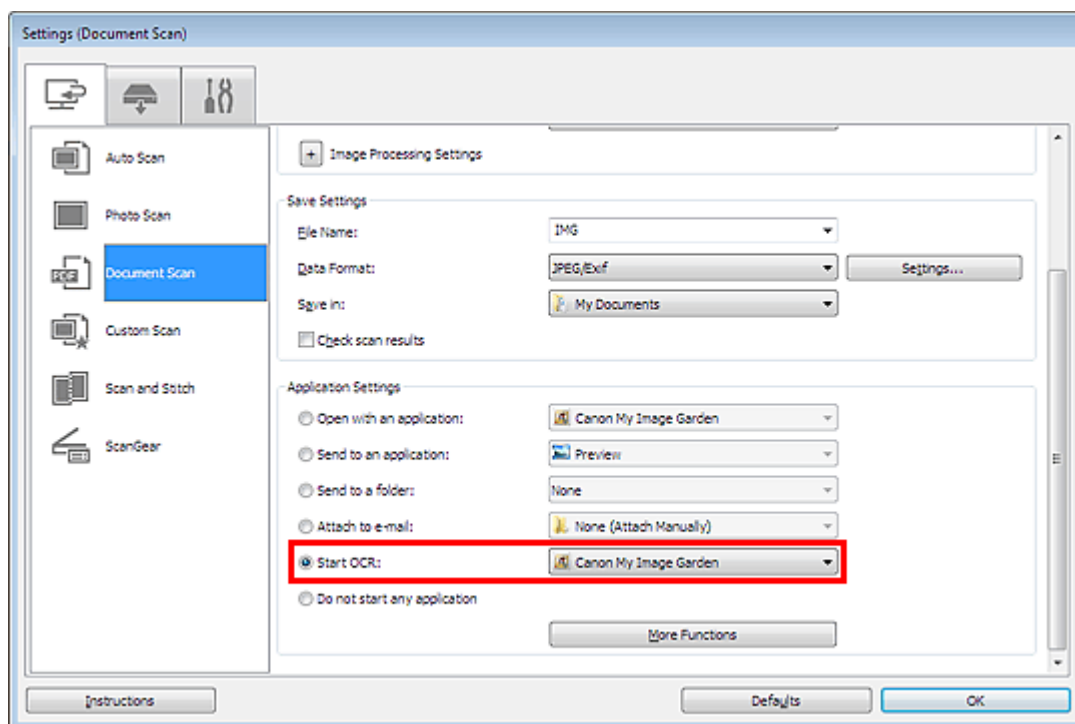 Settings (Document Scan)
Auto Scan
Photo Scan
PDF
Document Scan
Custom Scan
Scan and Stitch
ScanGear
+ Image Processing Settings
Save Settings
File Name: IMG
Data Format: JPEG/Exif Settings...
Save in: My Documents
Check scan results
Application Settings
Open with an application: Canon My Image Garden
Send to an application: Preview
Send to a folder: None
Attach to e-mail: None (Attach Manually)
Start OCR: Canon My Image Garden
Do not start any application
More Functions
Instructions Defaults OK